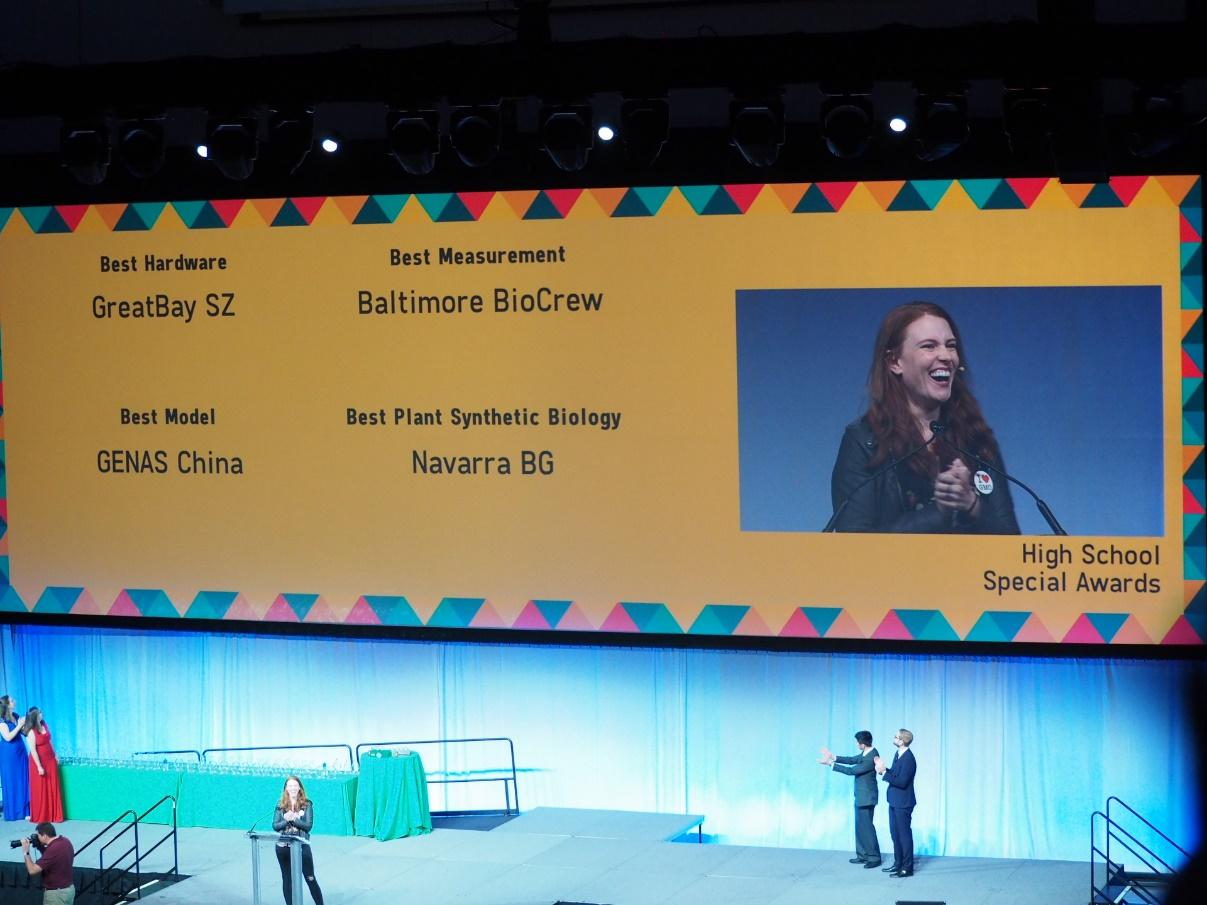 Best Hardware
GreatBay SZ
Best Measurement
Baltimore BioCrew
Best Model
GENAS China
Best Plant Synthetic Biology
Navarra BG
I ♥
High School
Special Awards